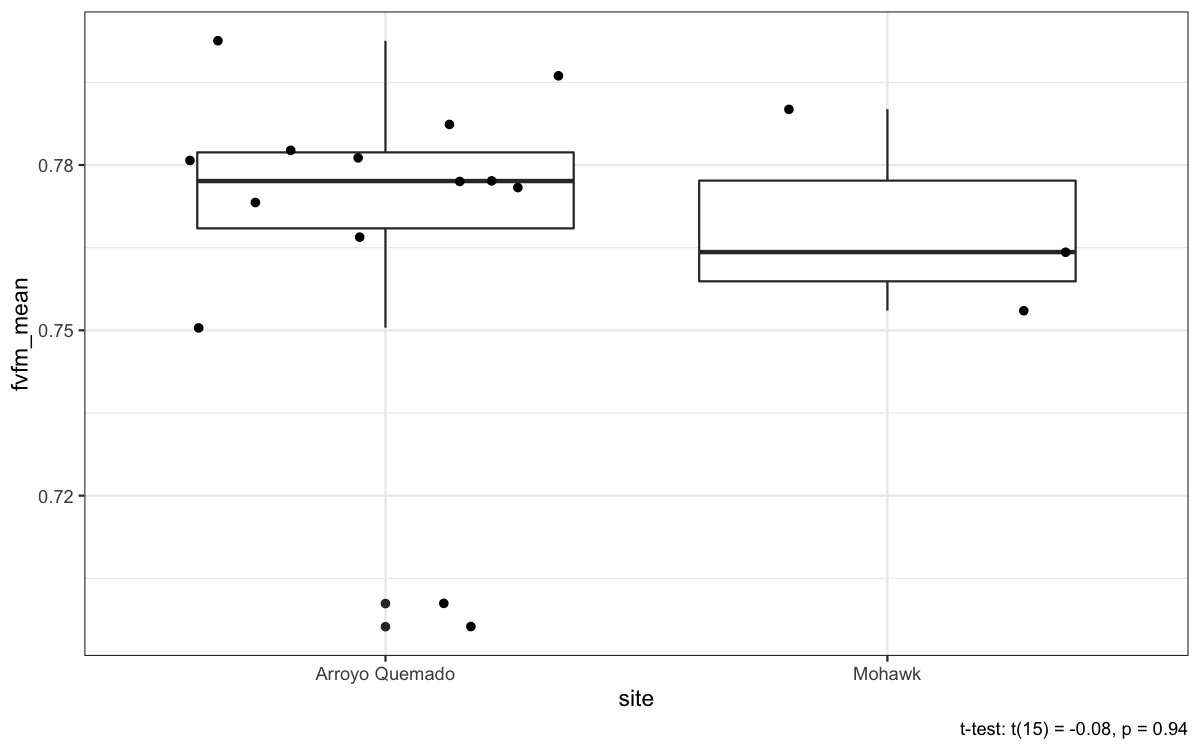 fvfm_mean
0.78
0.75
0.72
Arroyo Quemado
Mohawk
site
t-test: t(15) = -0.08, p = 0.94